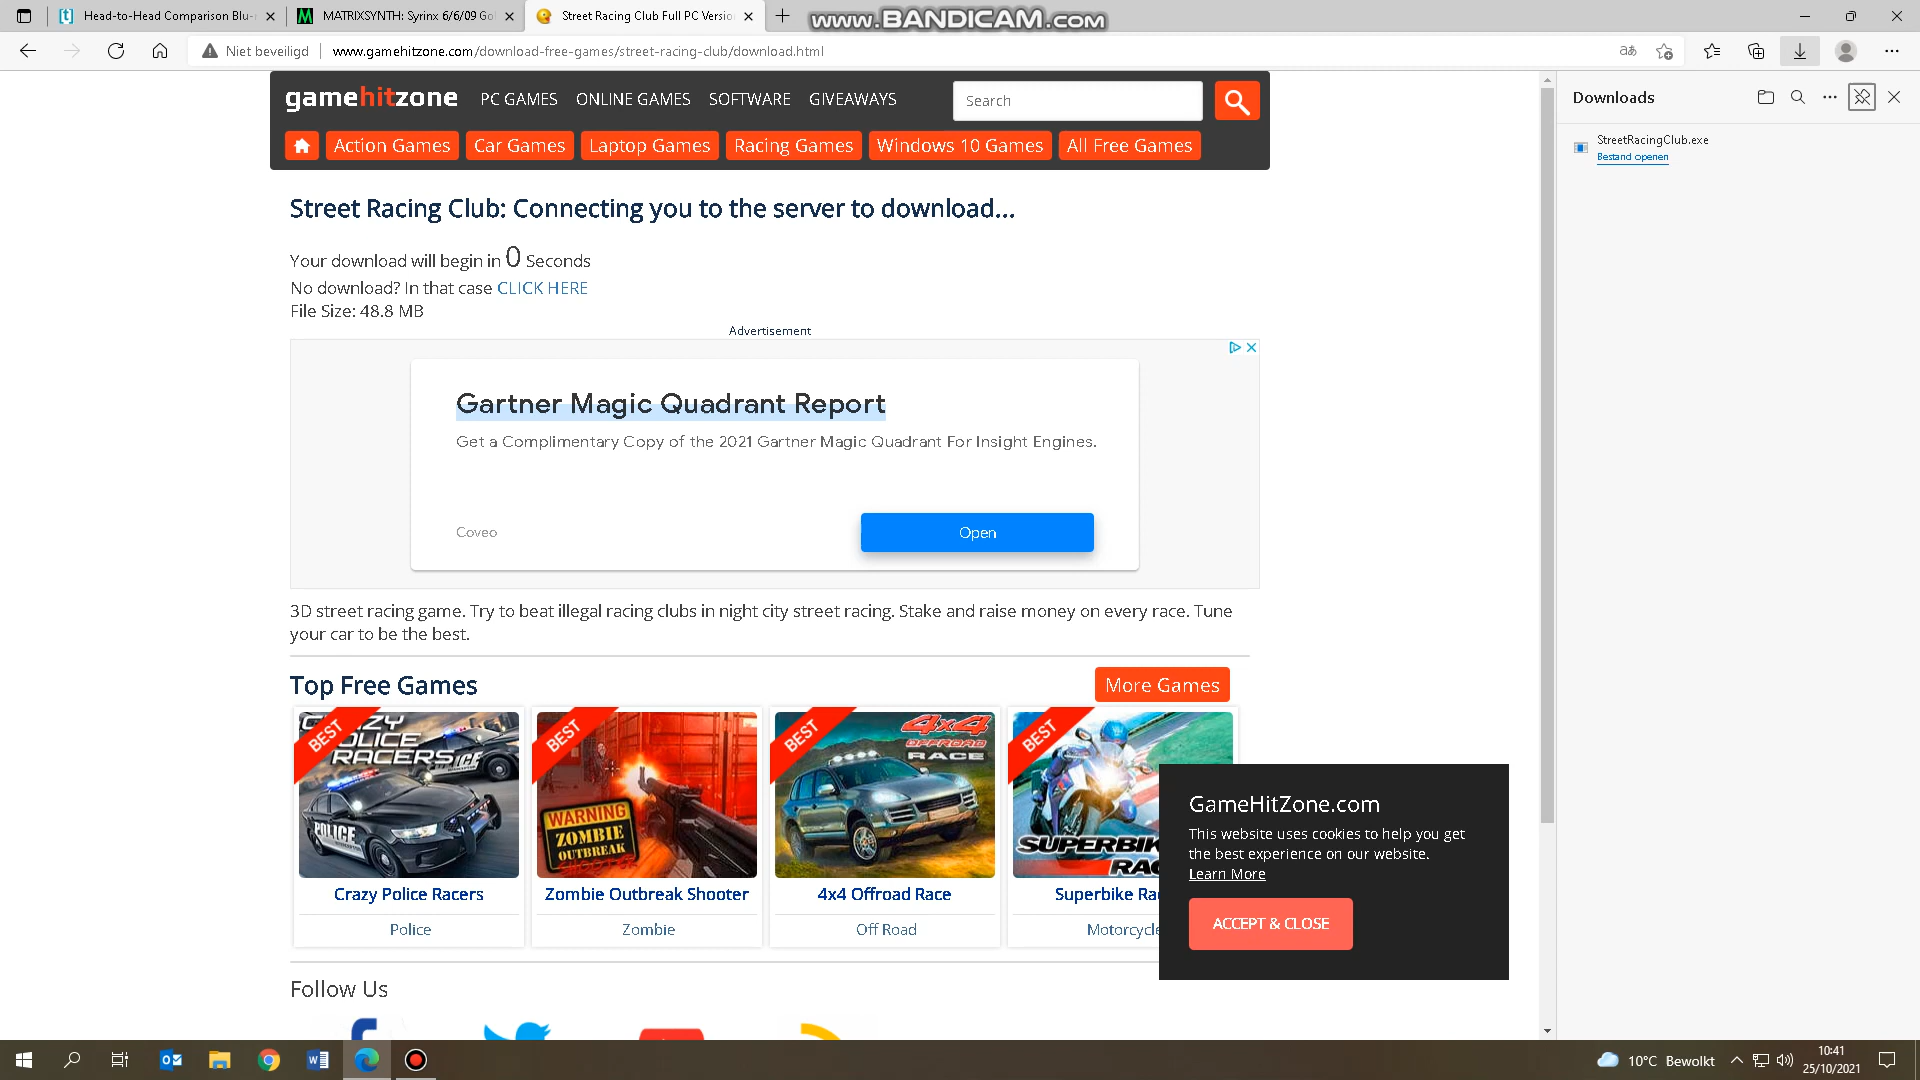 Head-to-Head Comparison Blu-r
MATRIXSYNTH: Syrinx 6/6/09 Gol
Street Racing Club Full PC Versio
www.BANDICAM.com
Niet beveiligd
www.gamehitzone.com/download-free-games/street-racing-club/download.html
gamehitzone
PC GAMES
ONLINE GAMES
SOFTWARE
GIVEAWAYS
Search
Action Games
Car Games
Laptop Games
Racing Games
Windows 10 Games
All Free Games
Downloads
StreetRacingClub.exe
Bestand openen
Street Racing Club: Connecting you to the server to download...
Your download will begin in 0 Seconds
No download? In that case CLICK HERE
File Size: 48.8 MB
Advertisement
Gartner Magic Quadrant Report
Get a Complimentary Copy of the 2021 Gartner Magic Quadrant For Insight Engines.
Coveo
Open
3D street racing game. Try to beat illegal racing clubs in night city street racing. Stake and raise money on every race. Tune
your car to be the best.
Top Free Games
More Games
BEST
CRAZY
POLICE
RACERS
POLICE
Crazy Police Racers
Police
BEST
WARNING
ZOMBIE
OUTBREAK
Zombie Outbreak Shooter
Zombie
BEST
4x4
OFFROAD
RACE
4x4 Offroad Race
Off Road
BEST
SUPERBIK
RAC
Superbike Ra
Motorcycle
GameHitZone.com
This website uses cookies to help you get
the best experience on our website.
Learn More
ACCEPT & CLOSE
Follow Us
10°C Bewolkt
10:41
25/10/2021